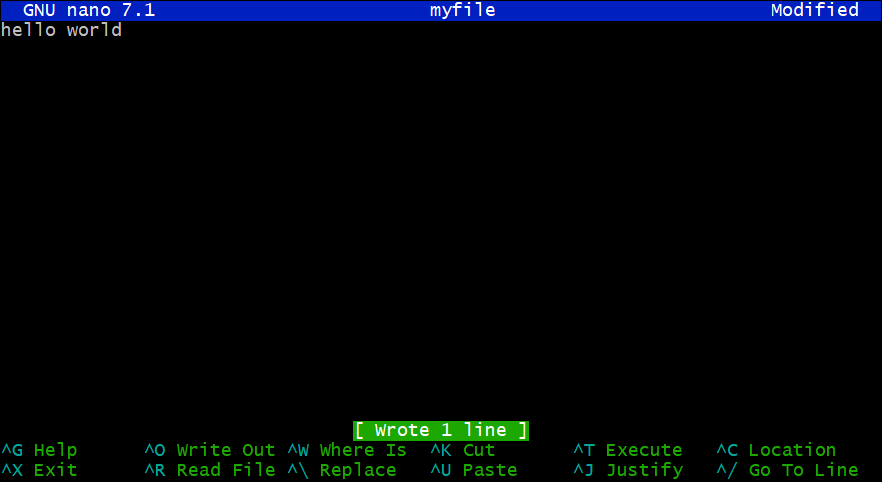 GNU nano 7.1 myfile Modified
hello world
[ Wrote 1 line ]
^G Help ^O Write Out ^W Where Is ^K Cut ^T Execute ^C Location
^X Exit ^R Read File ^\ Replace ^U Paste ^J Justify ^/ Go To Line